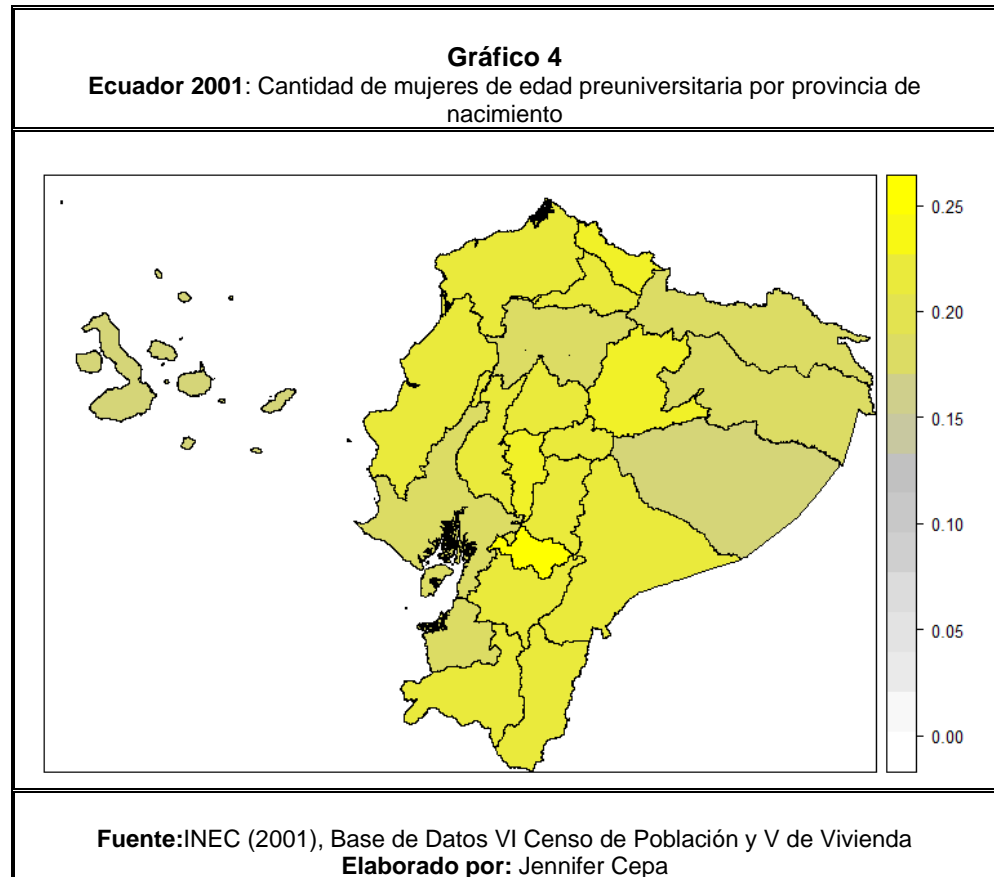 Gráfico 4
Ecuador 2001: Cantidad de mujeres de edad preuniversitaria por provincia de
nacimiento
0.25
0.20
0.15
0.10
0.05
0.00
Fuente:INEC (2001), Base de Datos VI Censo de Población y V de Vivienda
Elaborado por: Jennifer Cepa